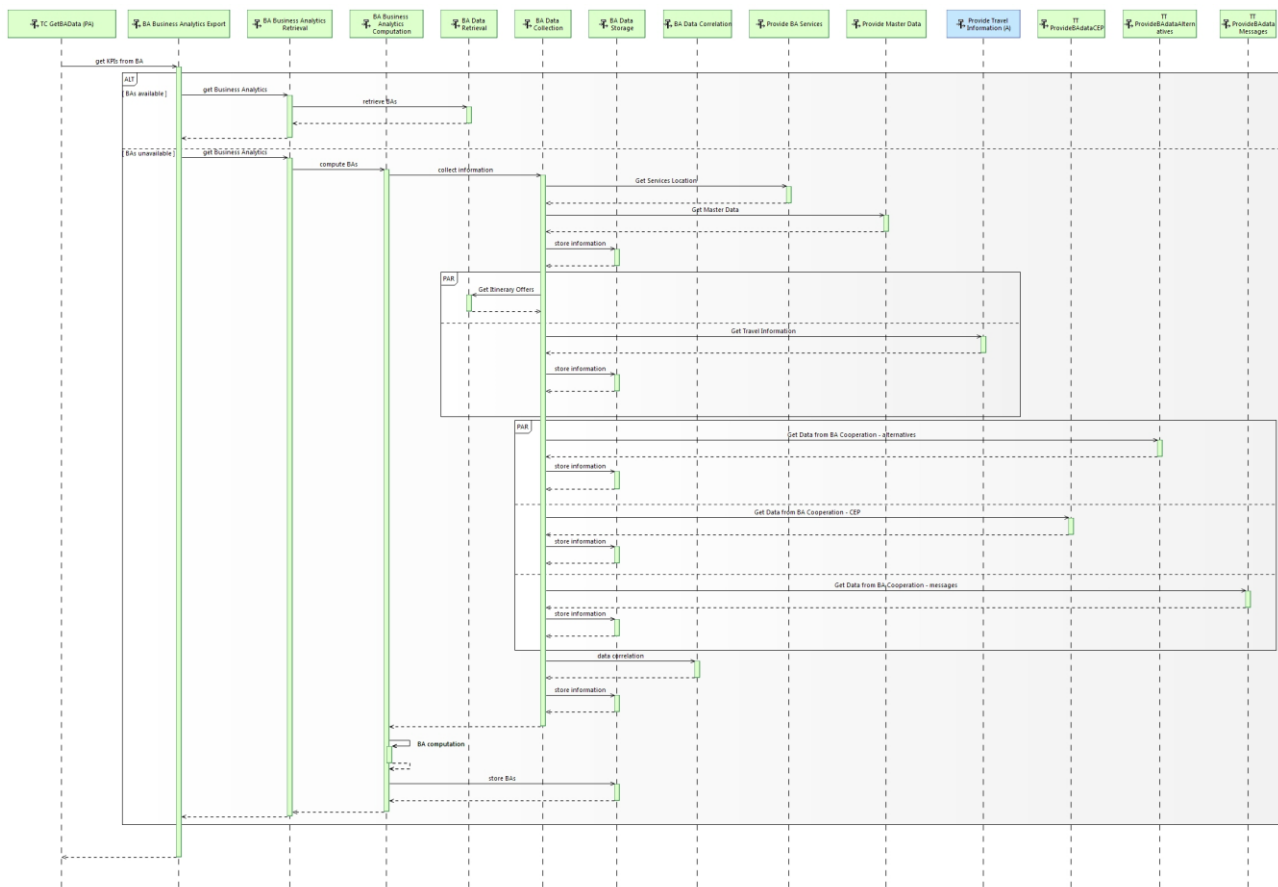 TC GetBAData (PA)
BA Business Analytics Export
BA Business Analytics
Retrieval
BA Business
Analytics
Computation
BA Data
Retrieval
BA Data
Collection
BA Data
Storage
BA Data Correlation
Provide BA Services
Provide Master Data
Provide Travel
Information (A)
TT
ProvideBAdataCEP
TT
ProvideBAdataAltern
atives
TT
ProvideBAdata
Messages
get KPIs from BA
ALT
[ BAs available ]
get Business Analytics
retrieve BAs
[ BAs unavailable ]
get Business Analytics
compute BAs
collect information
Get Services Location
Get Master Data
store information
PAR
Get Itinerary Offers
Get Travel Information
store information
PAR
Get Data from BA Cooperation - alternatives
store information
Get Data from BA Cooperation - CEP
store information
Get Data from BA Cooperation - messages
store information
data correlation
store information
BA computation
store BAs